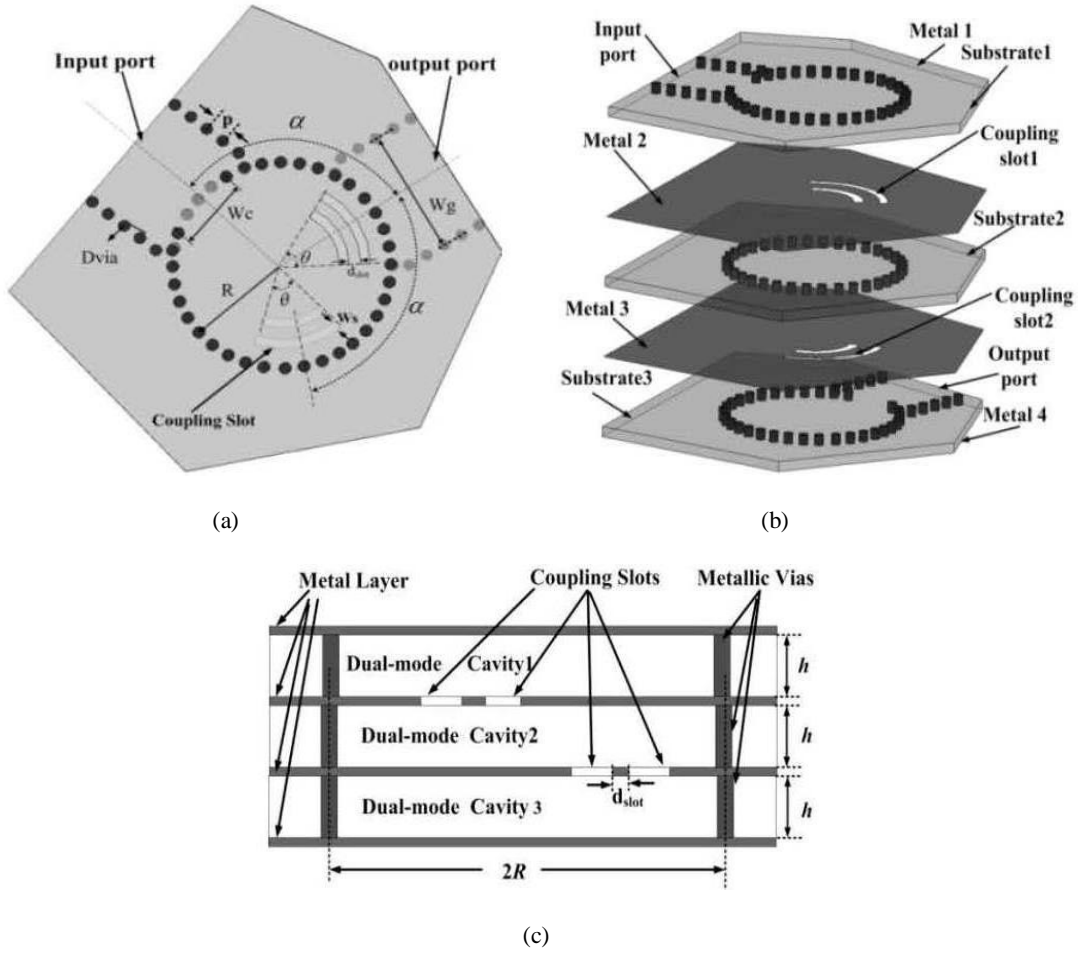 Input port
output port
p
α
Wc
Wg
Dvia
R
θ
dslot
θ
Ws
α
Coupling Slot
(a)
Input
port
Metal 1
Substrate1
Metal 2
Coupling
slot1
Substrate2
Metal 3
Coupling
slot2
Substrate3
Output
port
Metal 4
(b)
Metal Layer
Coupling Slots
Metallic Vias
Dual-mode Cavity1
h
Dual-mode Cavity2
h
dslot
Dual-mode Cavity 3
h
2R
(c)